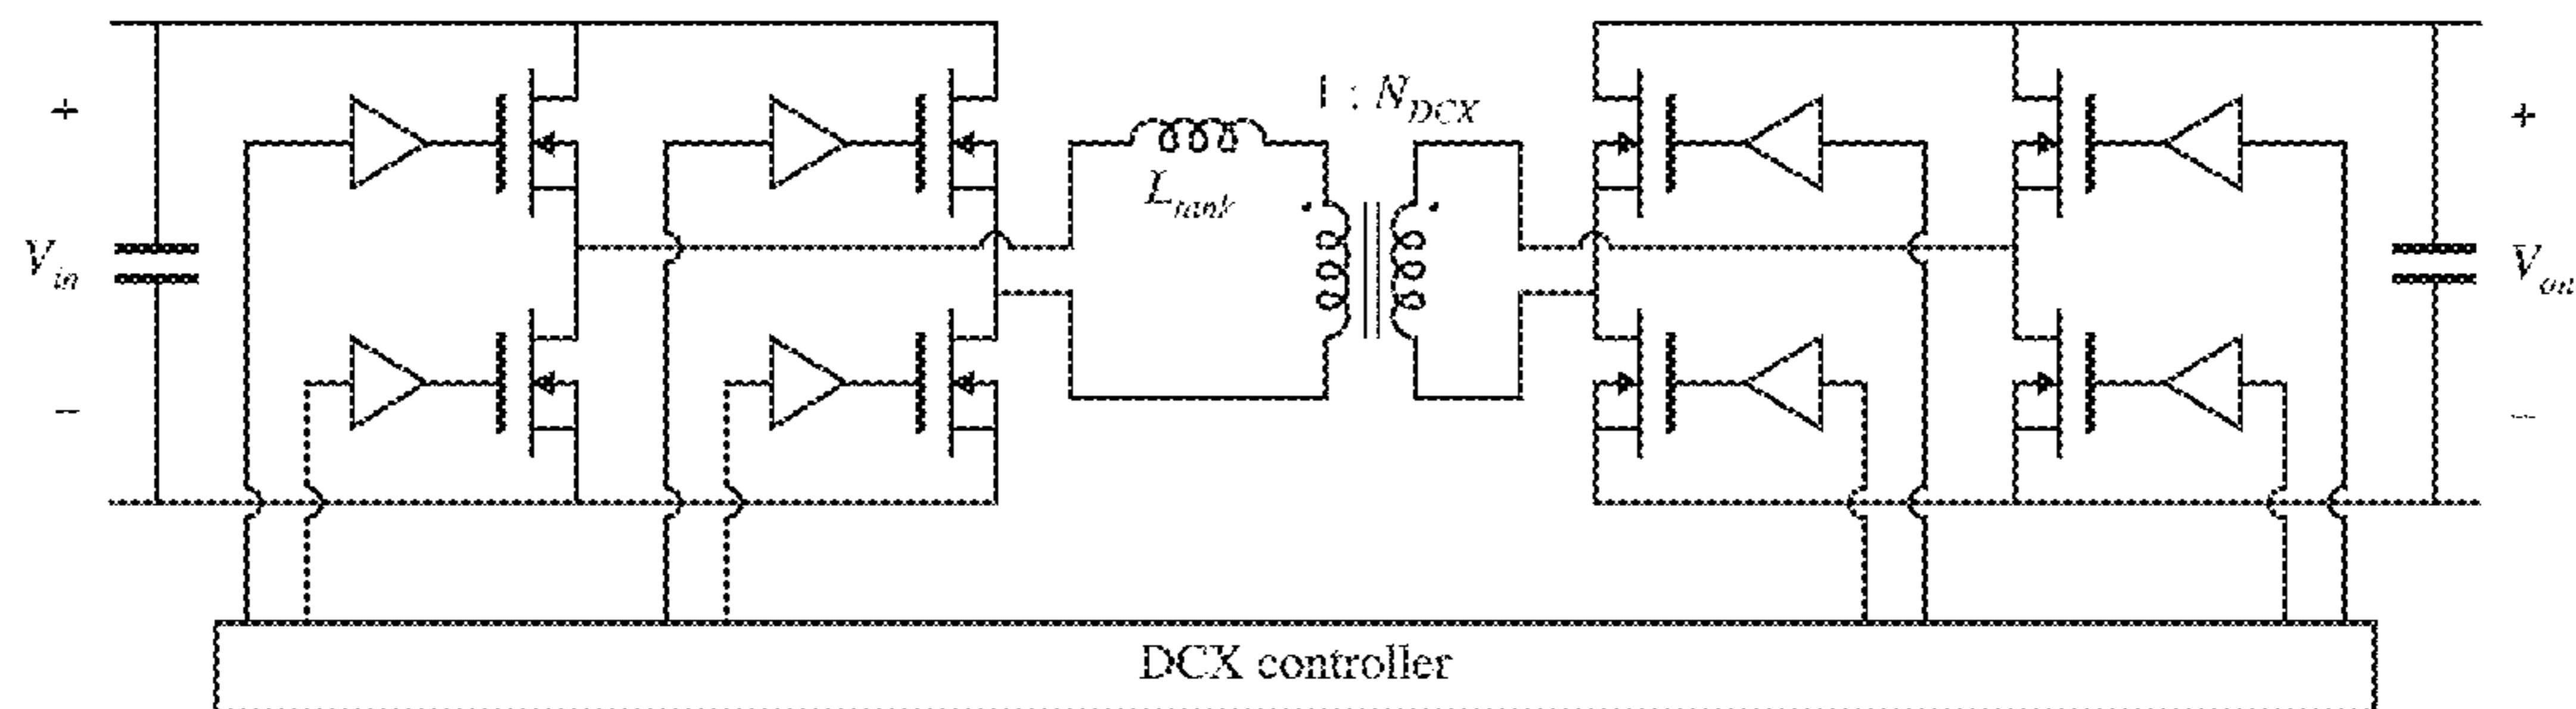 +
1 : N_DCX
+
L_tank
V_in
V_out
−
−
DCX controller